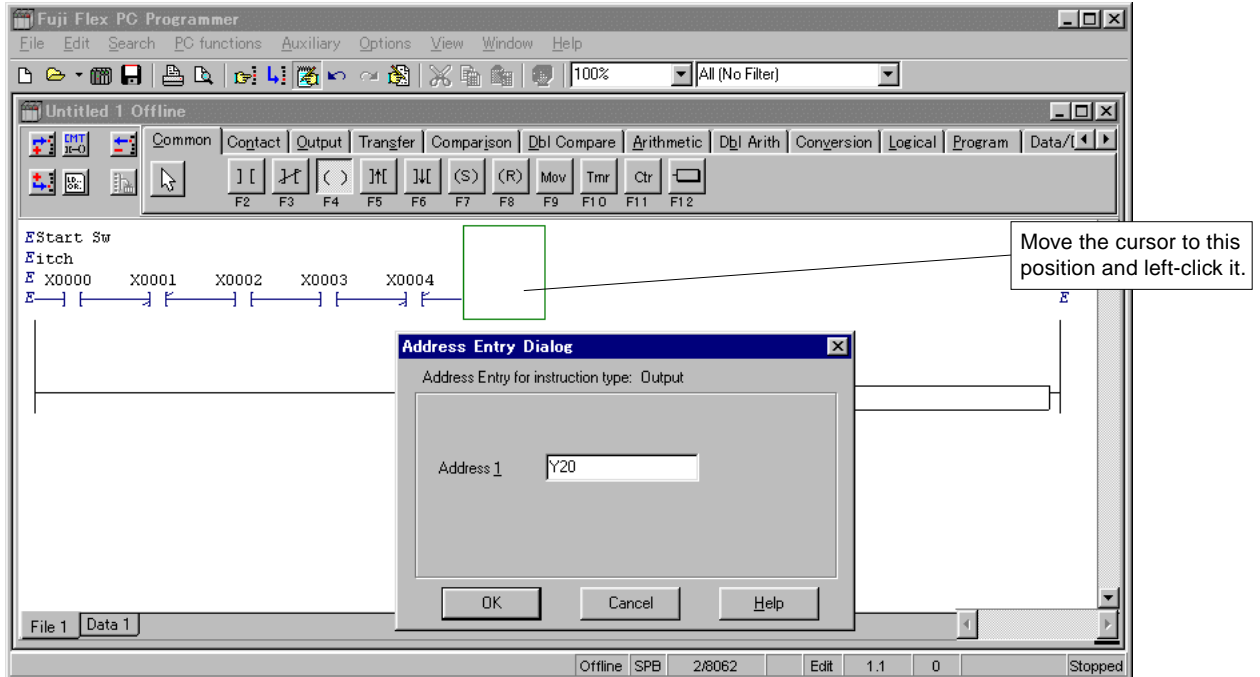 Fuji Flex PC Programmer
File Edit Search PC functions Auxiliary Options View Window Help
100% All (No Filter)
Untitled 1 Offline
Common Contact Output Transfer Comparison Dbl Compare Arithmetic Dbl Arith Conversion Logical Program Data/
(S) (R) Mov Tmr Ctr
F2 F3 F4 F5 F6 F7 F8 F9 F10 F11 F12
EStart Sw
Eitch
E X0000 X0001 X0002 X0003 X0004
E E
Move the cursor to this
position and left-click it.
Address Entry Dialog
Address Entry for instruction type: Output
Address 1 Y20
OK Cancel Help
File 1 Data 1
Offline SPB 2/8062 Edit 1.1 0 Stopped